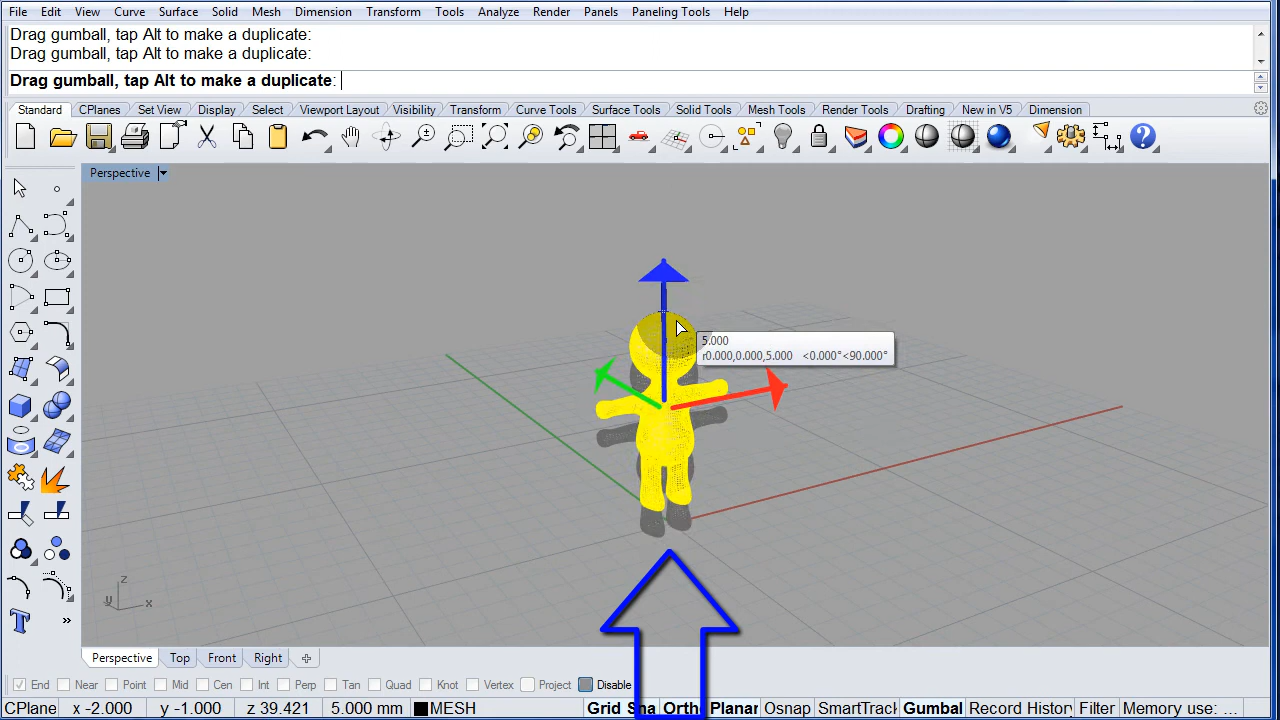 File Edit View Curve Surface Solid Mesh Dimension Transform Tools Analyze Render Panels Paneling Tools Help
Drag gumball, tap Alt to make a duplicate:
Drag gumball, tap Alt to make a duplicate:
Drag gumball, tap Alt to make a duplicate:
Standard CPlanes Set View Display Select Viewport Layout Visibility Transform Curve Tools Surface Tools Solid Tools Mesh Tools Render Tools Drafting New in V5 Dimension
Perspective
5.000
r0.000,0.000,5.000 <0.000°<90.000°
z
y x
Perspective Top Front Right
End Near Point Mid Cen Int Perp Tan Quad Knot Vertex Project Disable
CPlane x -2.000 y -1.000 z 39.421 5.000 mm MESH Grid Sna Ortho Planar Osnap SmartTrack Gumbal Record History Filter Memory use: ...